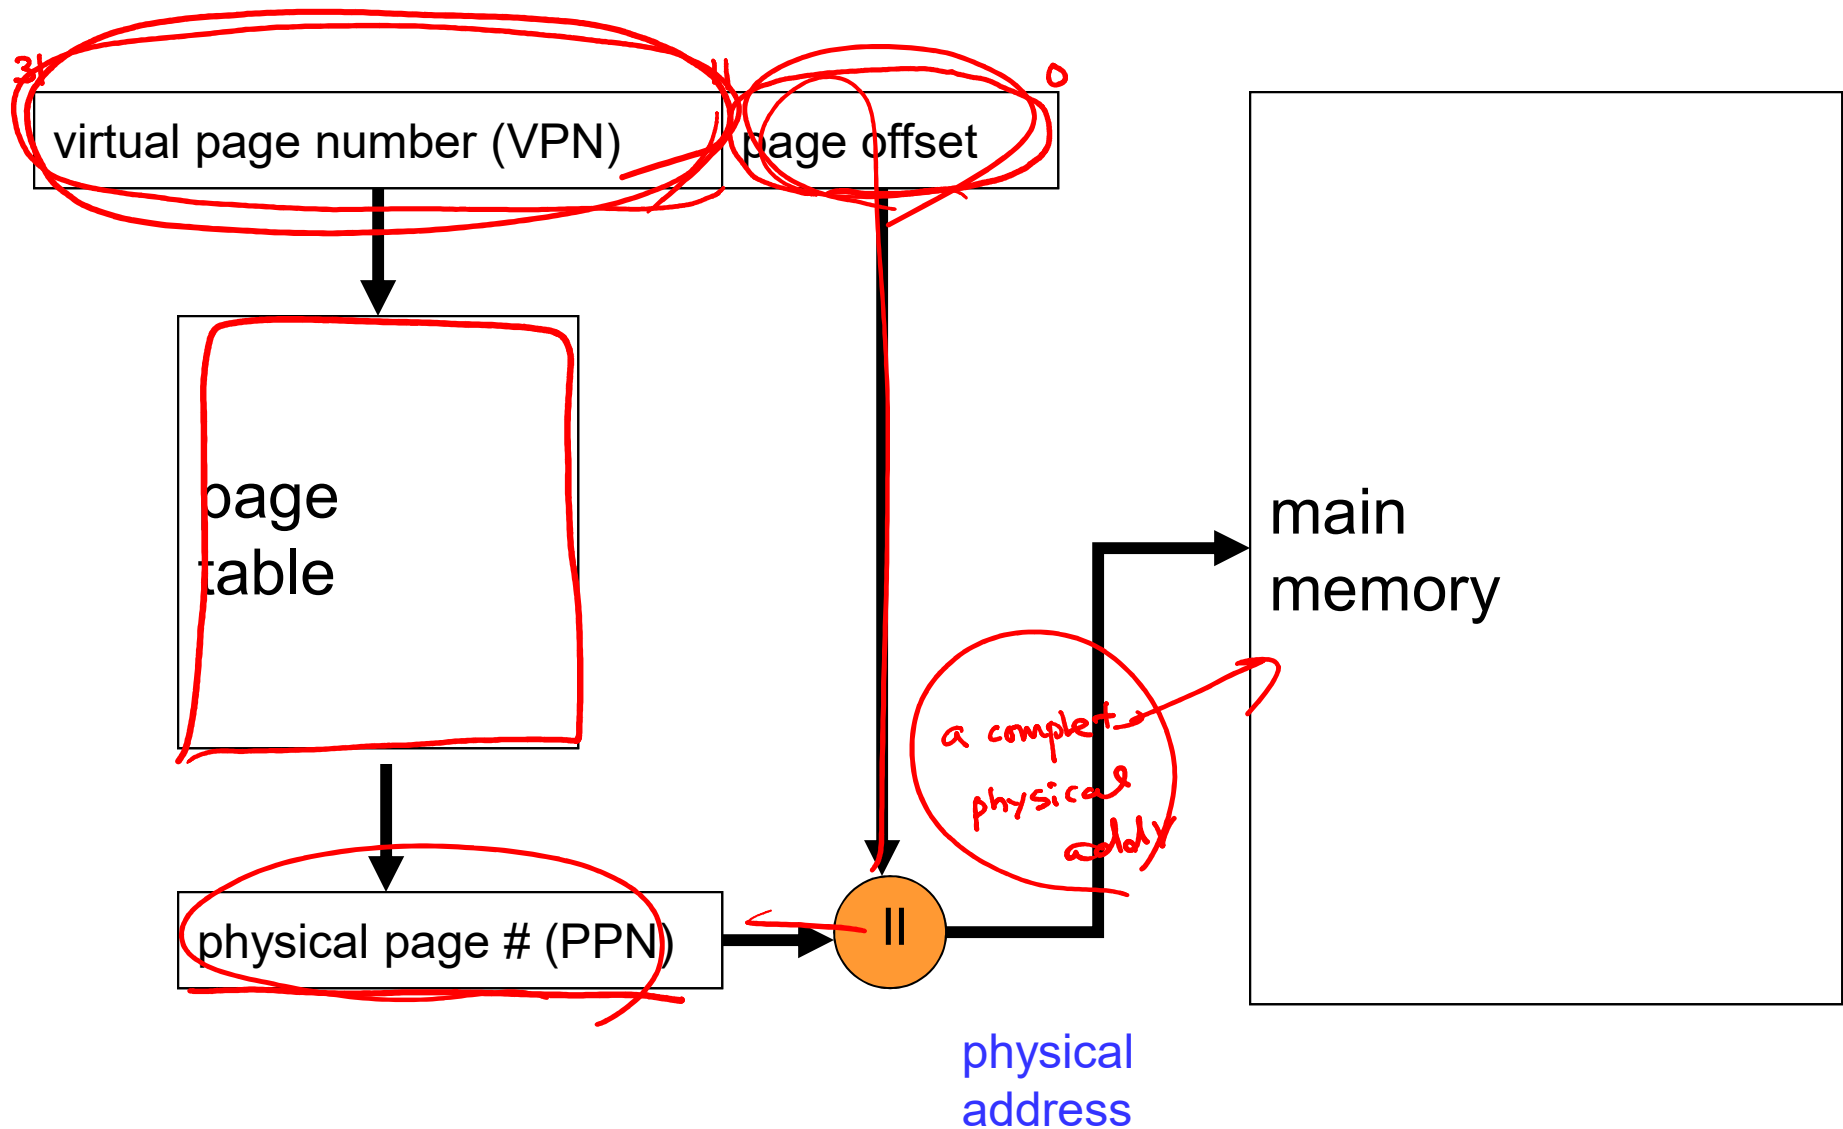 31 11 0
virtual page number (VPN) page offset
page
table
main
memory
a complete
physical
addr
physical page # (PPN) ||
physical
address